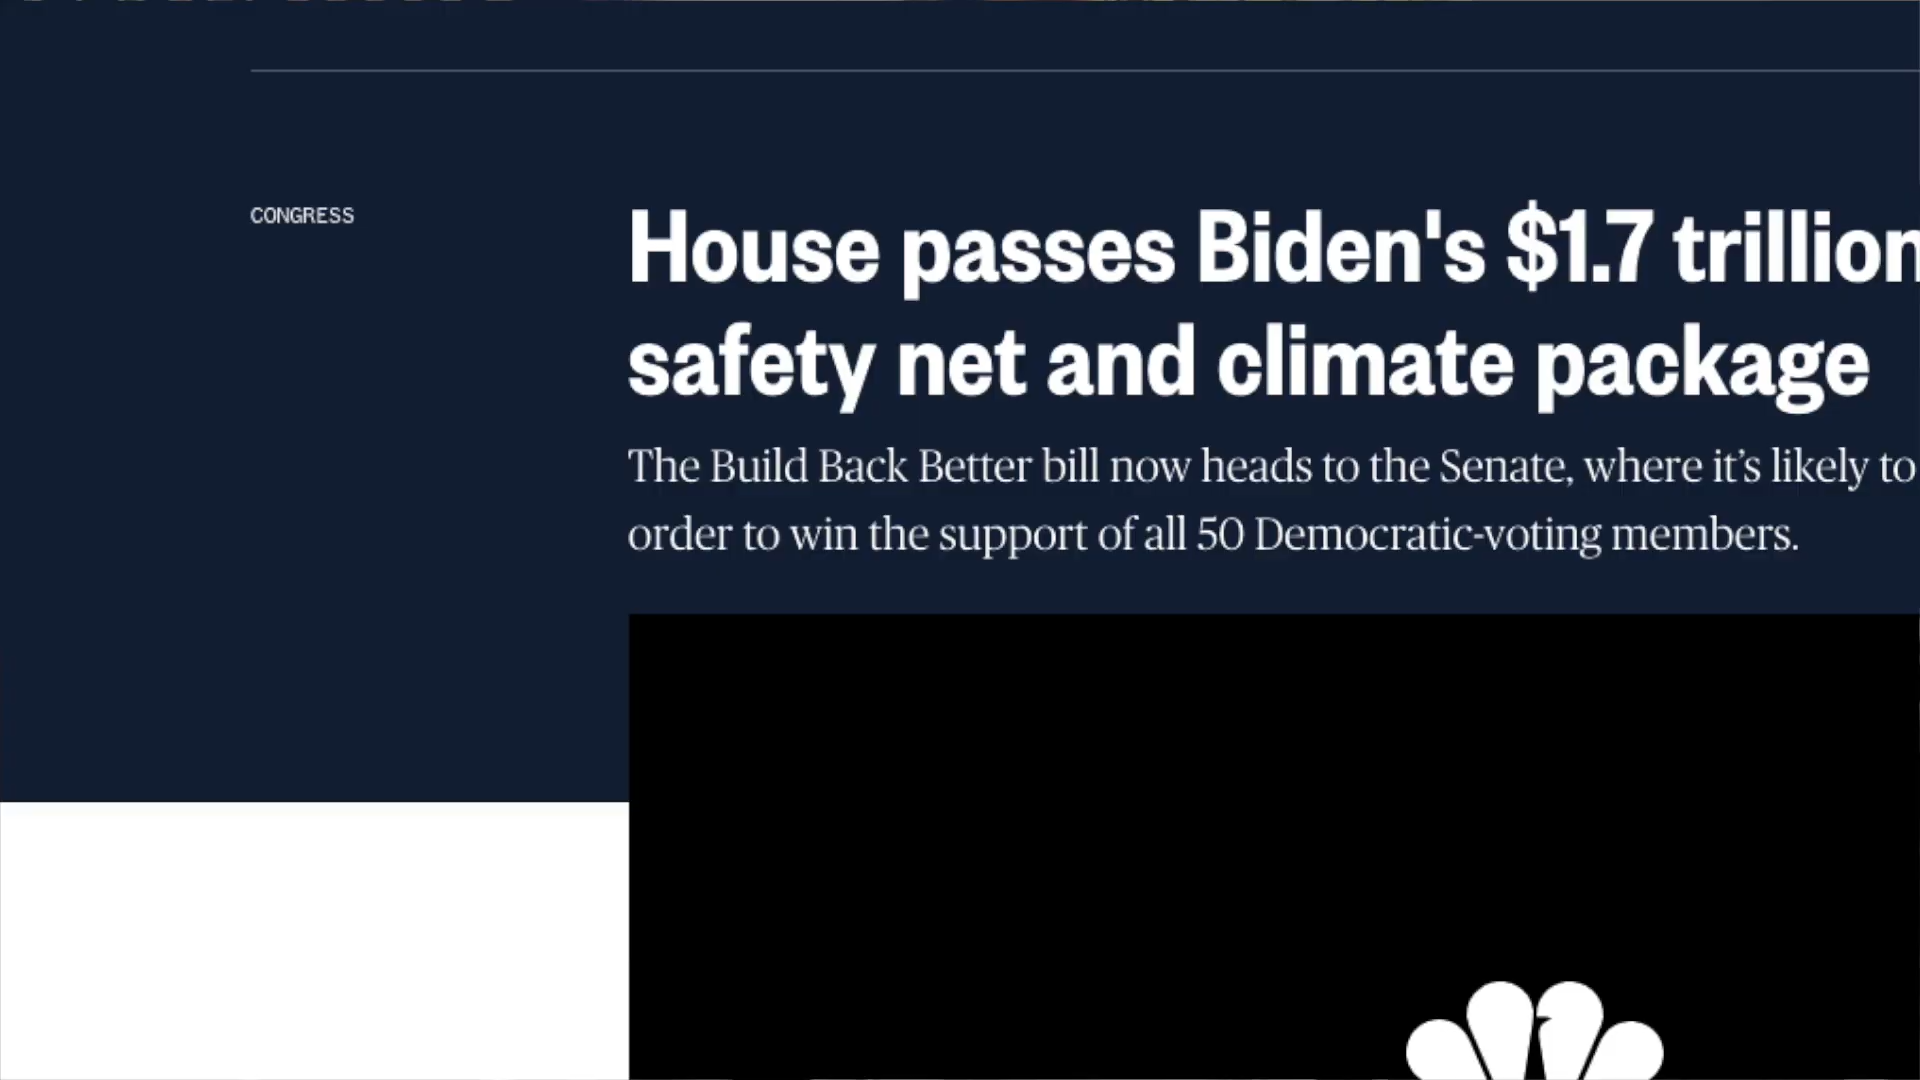 CONGRESS
House passes Biden's $1.7 trillion
safety net and climate package
The Build Back Better bill now heads to the Senate, where it’s likely to
order to win the support of all 50 Democratic-voting members.